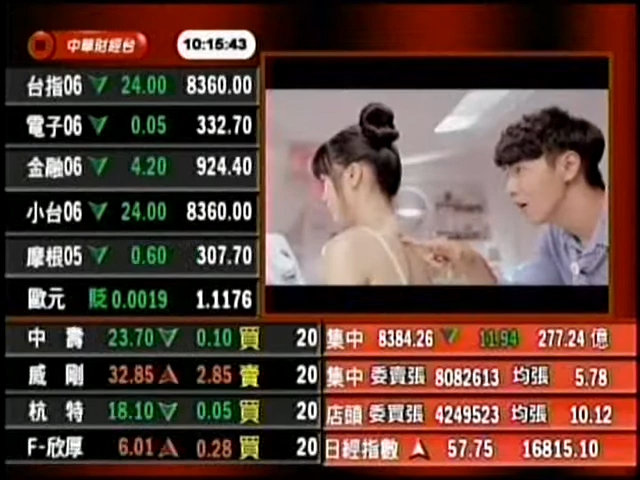 中華財經台 10:15:43
台指06 24.00 8360.00
電子06 0.05 332.70
金融06 4.20 924.40
小台06 24.00 8360.00
摩根05 0.60 307.70
歐元 貶0.0019 1.1176
中壽 23.70 0.10 買 20
威剛 32.85 2.85 賣 20
杭特 18.10 0.05 買 20
F-欣厚 6.01 0.28 買 20
集中 8384.26 11.94 277.24 億
集中 委賣張 8082613 均張 5.78
店頭 委買張 4249523 均張 10.12
日經指數 57.75 16815.10